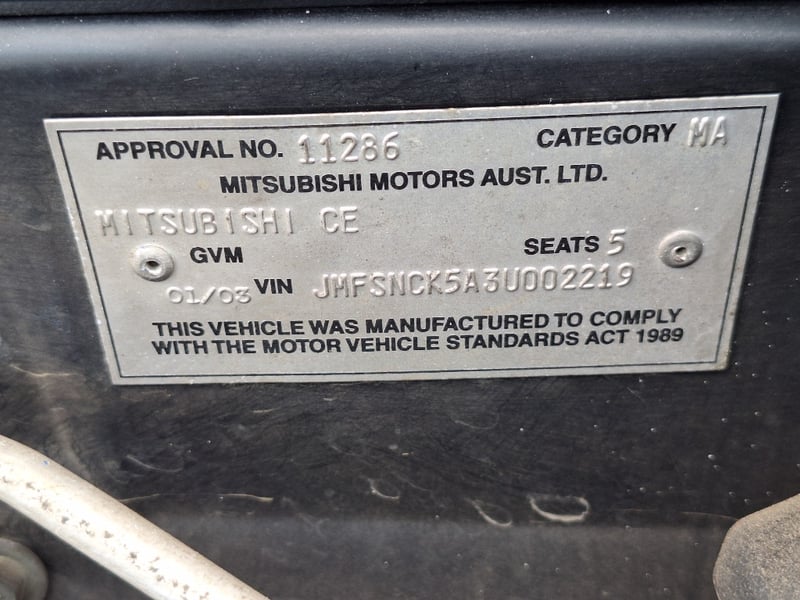 APPROVAL NO. 11286 CATEGORY MA
MITSUBISHI MOTORS AUST. LTD.
MITSUBISHI CE
GVM SEATS 5
01/03 VIN JMFSNCK5A3U002219
THIS VEHICLE WAS MANUFACTURED TO COMPLY
WITH THE MOTOR VEHICLE STANDARDS ACT 1989